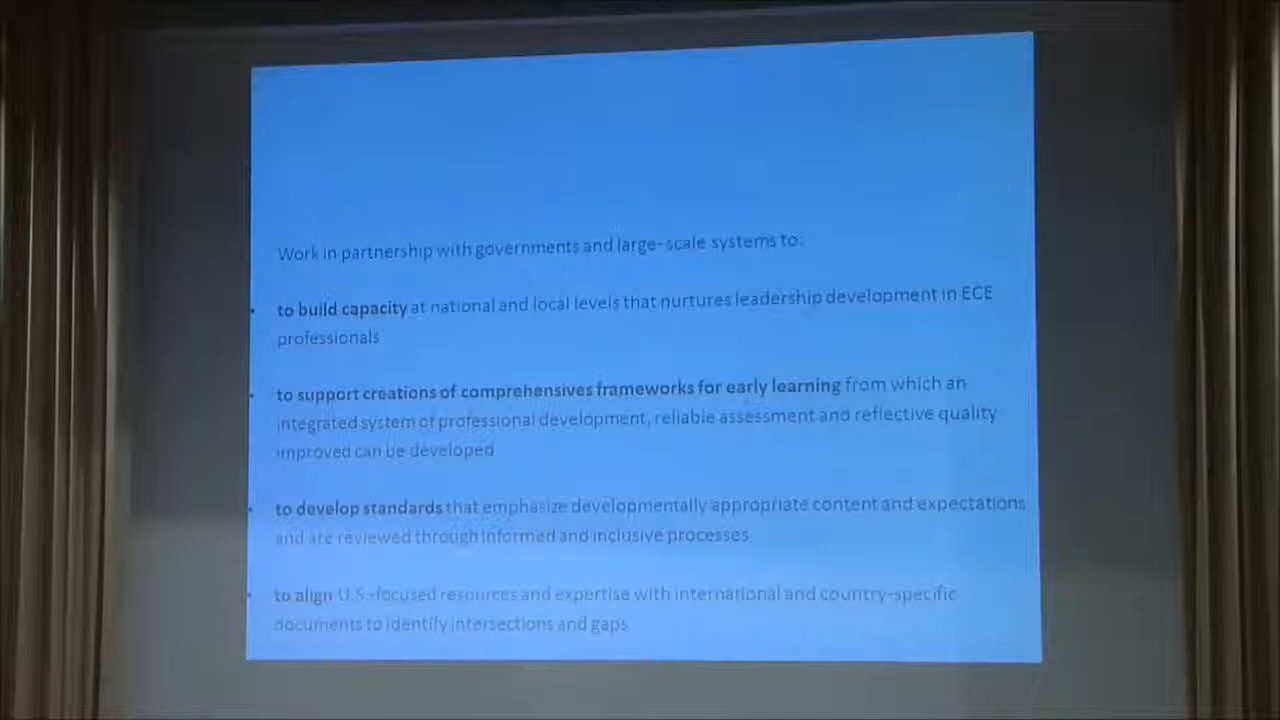 Work in partnership with governments and large- scale systems to:
• to build capacity at national and local levels that nurtures leadership development in ECE
professionals
• to support creations of comprehensives frameworks for early learning from which an
integrated system of professional development, reliable assessment and reflective quality
improved can be developed
• to develop standards that emphasize developmentally appropriate content and expectations
and are reviewed through informed and inclusive processes
• to align U.S.-focused resources and expertise with international and country-specific
documents to identify intersections and gaps